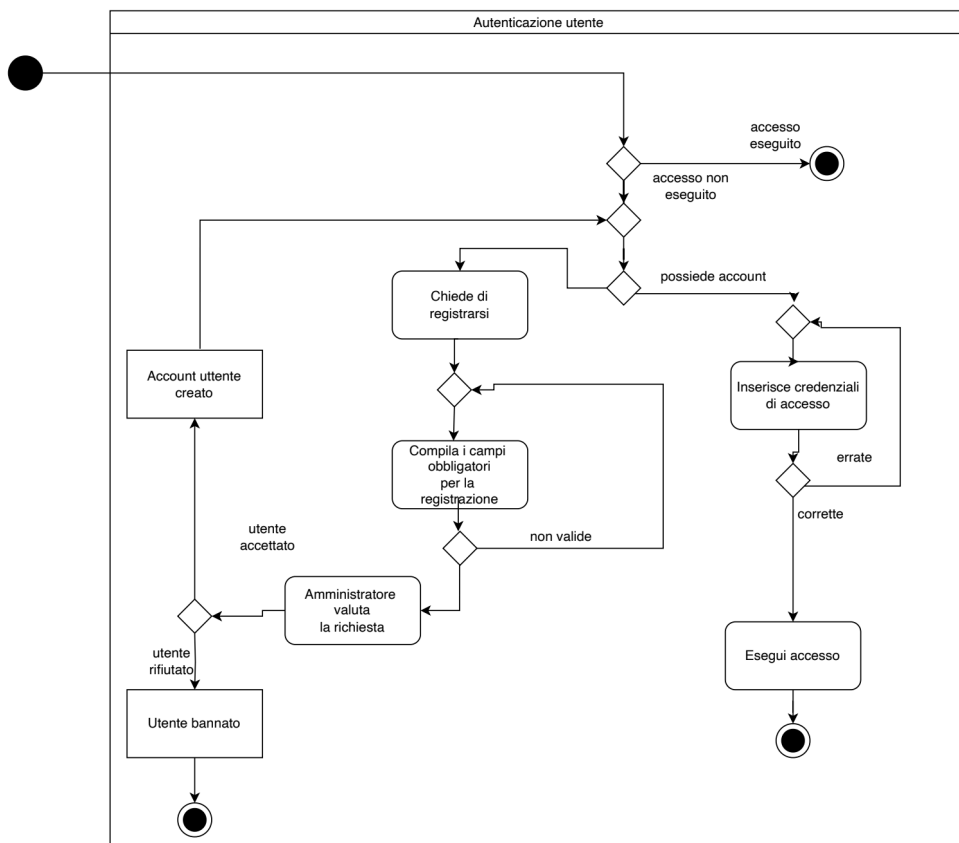 Autenticazione utente
accesso
eseguito
accesso non
eseguito
possiede account
Chiede di
registrarsi
Account uttente
creato
Inserisce credenziali
di accesso
Compila i campi
obbligatori
per la
registrazione
errate
corrette
non valide
utente
accettato
Amministratore
valuta
la richiesta
utente
rifiutato
Esegui accesso
Utente bannato